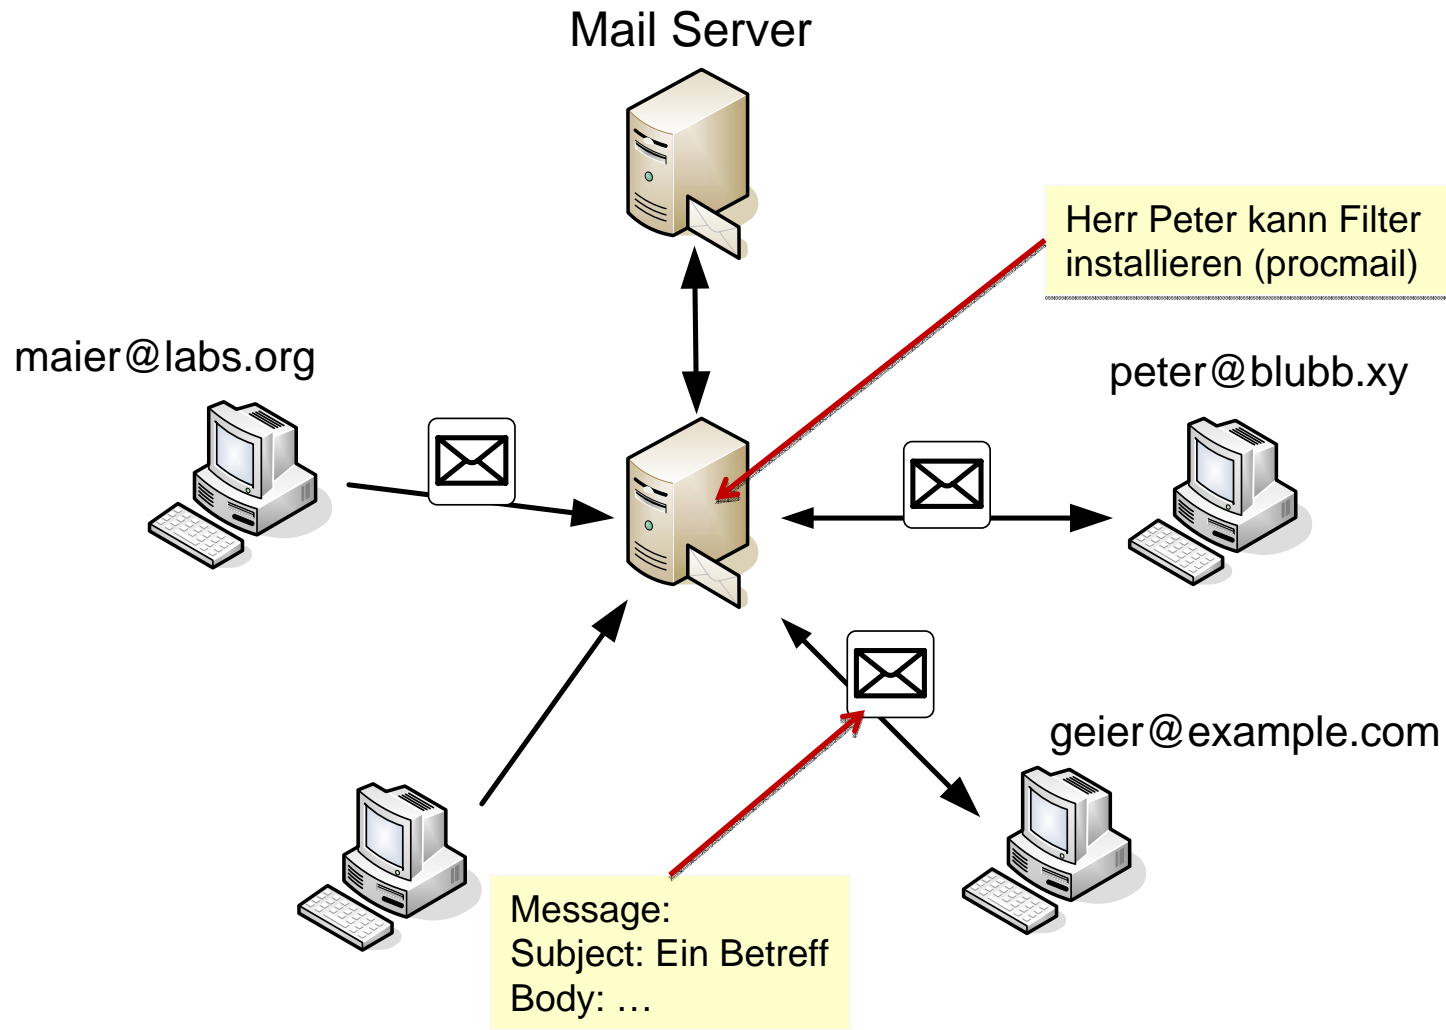 Mail Server
Herr Peter kann Filter
installieren (procmail)
maier@labs.org
peter@blubb.xy
geier@example.com
Message:
Subject: Ein Betreff
Body: …